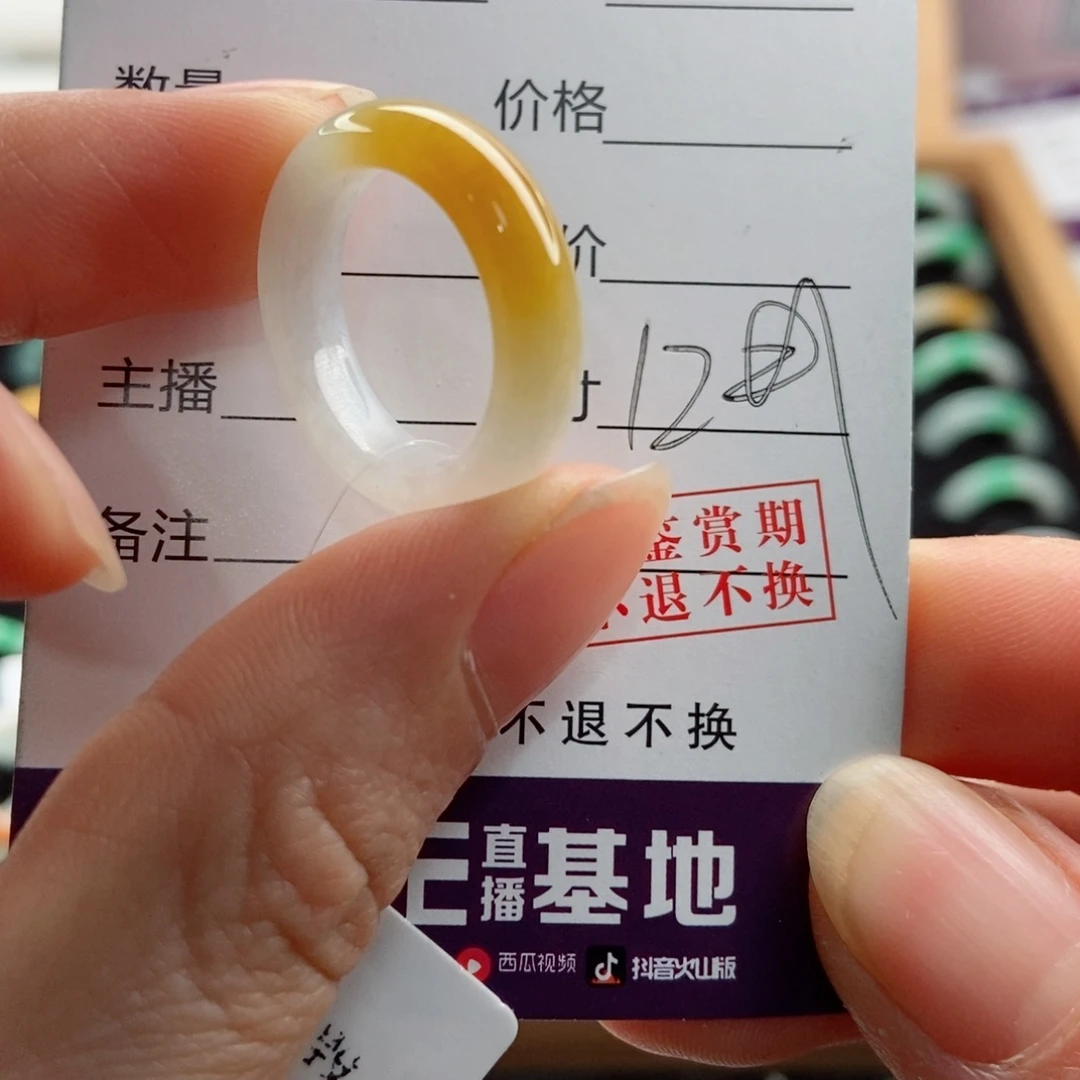 数量 价格
价
主播 寸 12
备注
鉴赏期
不退不换
不退不换
直播基地
西瓜视频 抖音火山版